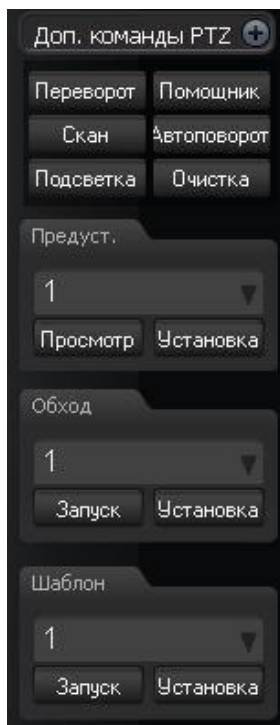 Доп. команды PTZ
Переворот Помощник
Скан Автоповорот
Подсветка Очистка
Предуст.
1
Просмотр Установка
Обход
1
Запуск Установка
Шаблон
1
Запуск Установка